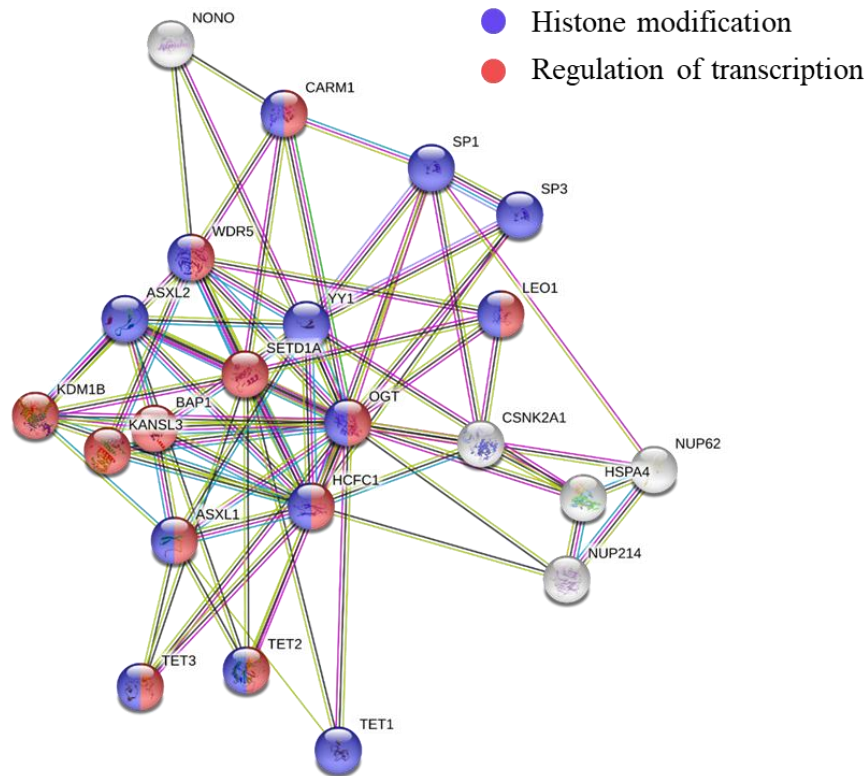 NONO
Histone modification
Regulation of transcription
CARM1
SP1
SP3
WDR5
ASXL2
YY1
LEO1
SETD1A
KDM1B
BAP1
OGT
KANSL3
CSNK2A1
NUP62
HSPA4
HCFC1
ASXL1
NUP214
TET3
TET2
TET1